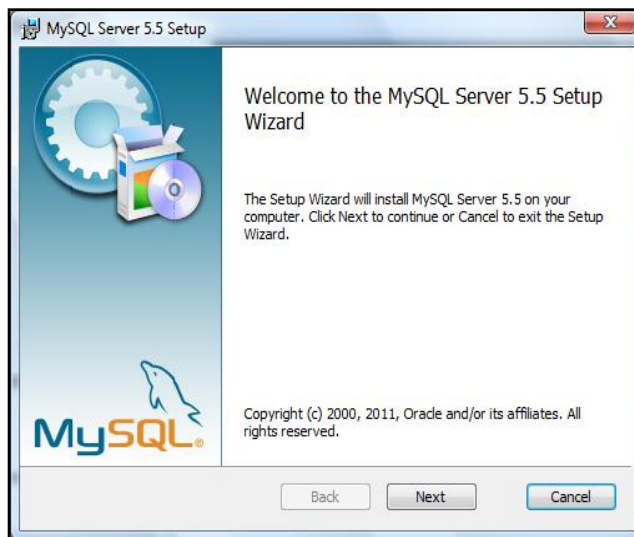 MySQL Server 5.5 Setup
Welcome to the MySQL Server 5.5 Setup
Wizard
The Setup Wizard will install MySQL Server 5.5 on your
computer. Click Next to continue or Cancel to exit the Setup
Wizard.
MySQL®
Copyright (c) 2000, 2011, Oracle and/or its affiliates. All
rights reserved.
Back Next Cancel